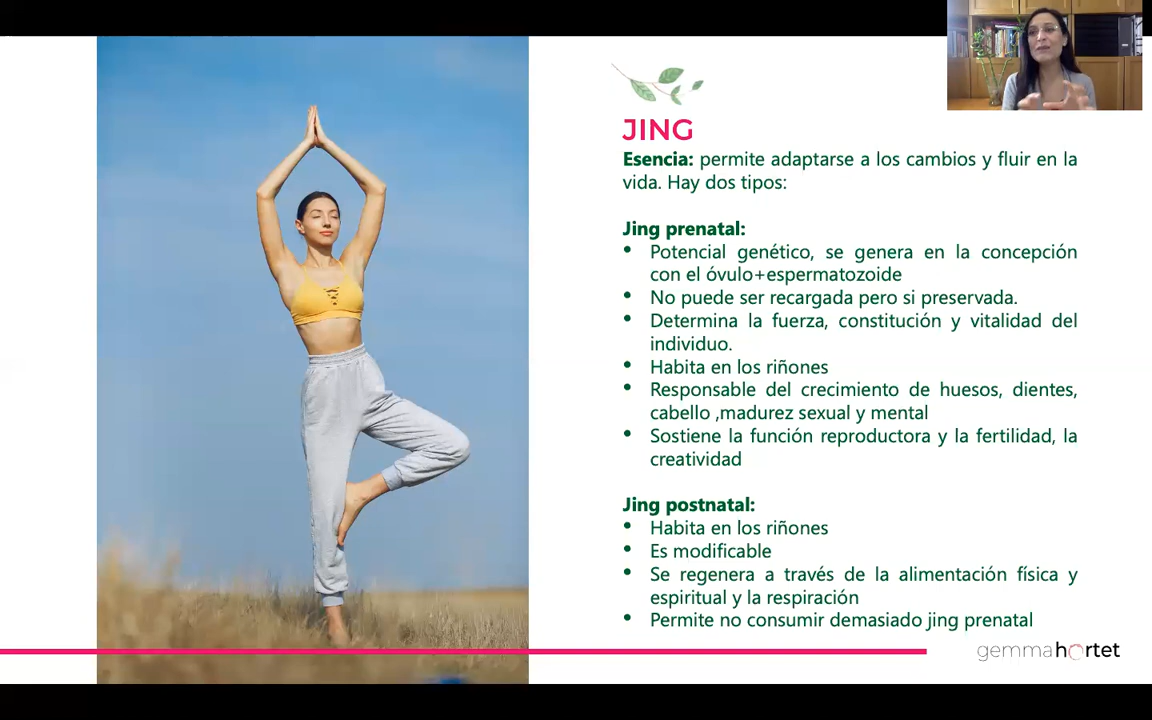 JING
Esencia: permite adaptarse a los cambios y fluir en la
vida. Hay dos tipos:
Jing prenatal:
• Potencial genético, se genera en la concepción
con el óvulo+espermatozoide
• No puede ser recargada pero si preservada.
• Determina la fuerza, constitución y vitalidad del
individuo.
• Habita en los riñones
• Responsable del crecimiento de huesos, dientes,
cabello ,madurez sexual y mental
• Sostiene la función reproductora y la fertilidad, la
creatividad
Jing postnatal:
• Habita en los riñones
• Es modificable
• Se regenera a través de la alimentación física y
espiritual y la respiración
• Permite no consumir demasiado jing prenatal
gemmahortet